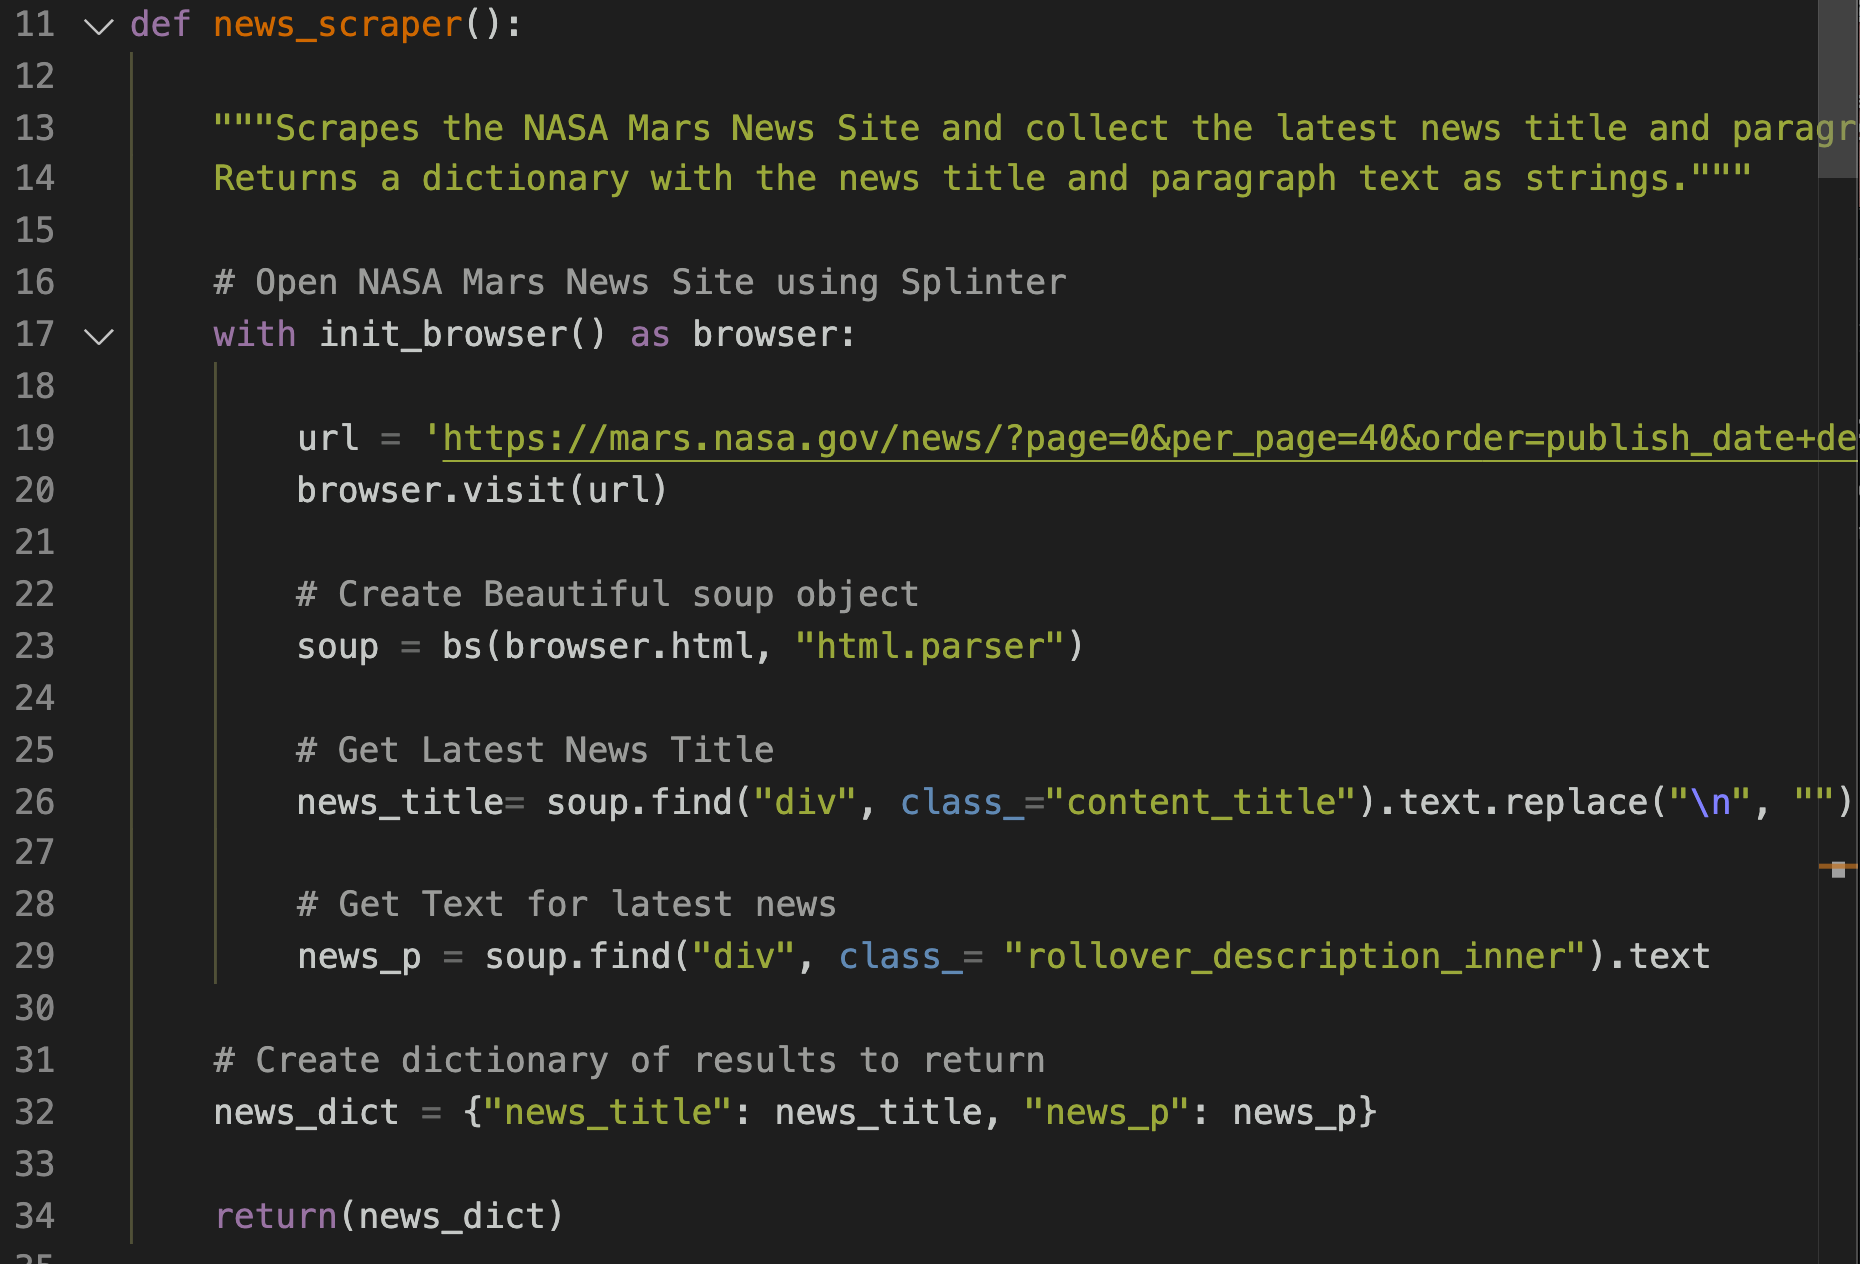 11 def news_scraper():
12
13 """Scrapes the NASA Mars News Site and collect the latest news title and paragr
14 Returns a dictionary with the news title and paragraph text as strings."""
15
16 # Open NASA Mars News Site using Splinter
17 with init_browser() as browser:
18
19 url = 'https://mars.nasa.gov/news/?page=0&per_page=40&order=publish_date+de
20 browser.visit(url)
21
22 # Create Beautiful soup object
23 soup = bs(browser.html, "html.parser")
24
25 # Get Latest News Title
26 news_title= soup.find("div", class_="content_title").text.replace("\n", "")
27
28 # Get Text for latest news
29 news_p = soup.find("div", class_= "rollover_description_inner").text
30
31 # Create dictionary of results to return
32 news_dict = {"news_title": news_title, "news_p": news_p}
33
34 return(news_dict)
35